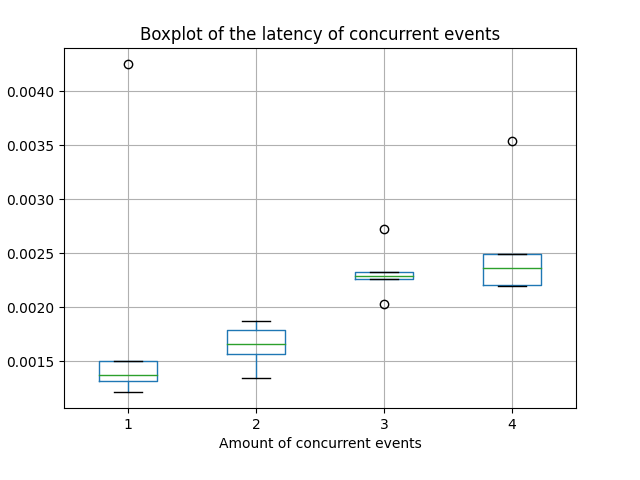 Boxplot of the latency of concurrent events
0.0040
0.0035
0.0030
0.0025
0.0020
0.0015
1 2 3 4
Amount of concurrent events